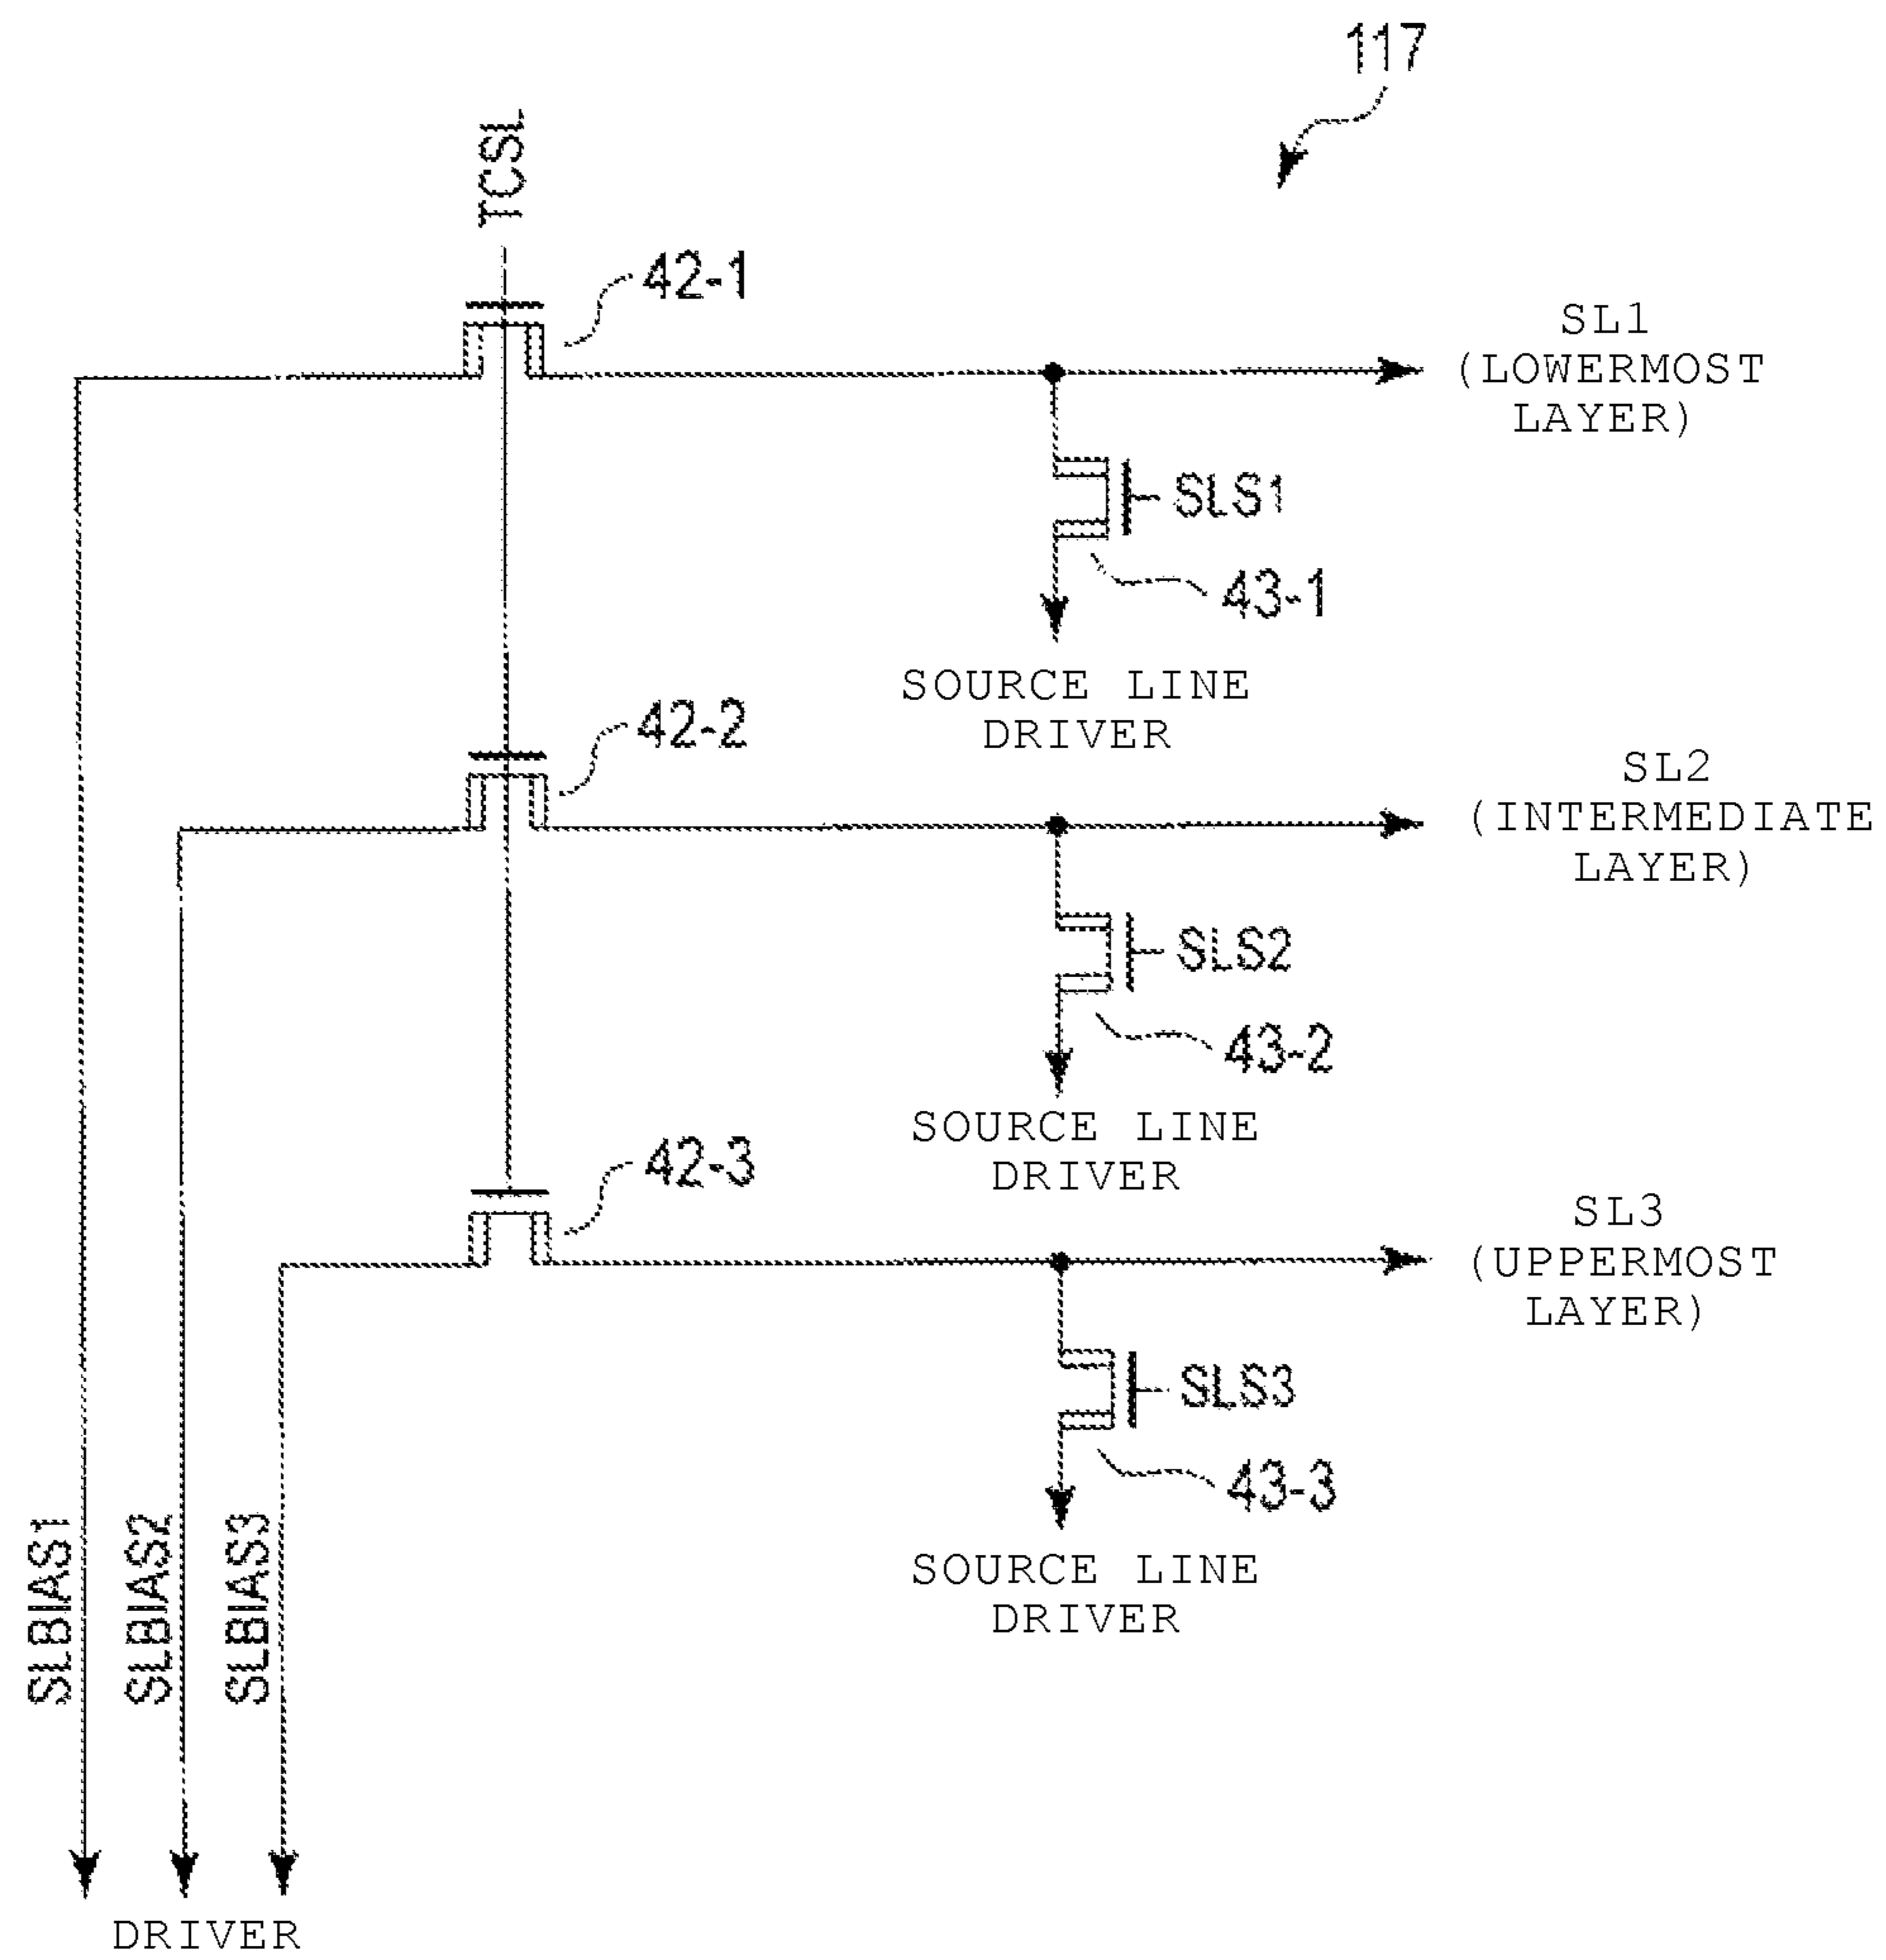 117
TCSL
42-1
SL1
(LOWERMOST
LAYER)
SLS1
43-1
SOURCE LINE
DRIVER
42-2
SL2
(INTERMEDIATE
LAYER)
SLS2
43-2
SOURCE LINE
DRIVER
42-3
SL3
(UPPERMOST
LAYER)
SLS3
43-3
SOURCE LINE
DRIVER
SLBIAS1
SLBIAS2
SLBIAS3
DRIVER